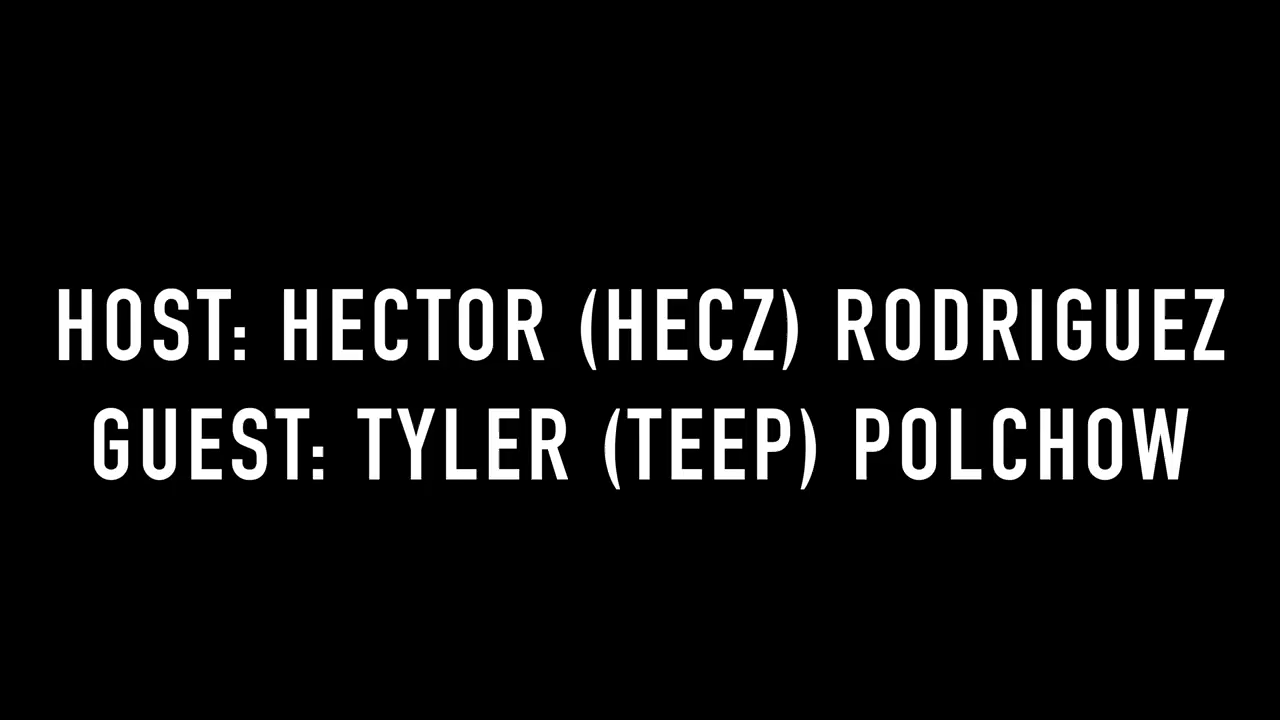 HOST: HECTOR (HECZ) RODRIGUEZ
GUEST: TYLER (TEEP) POLCHOW